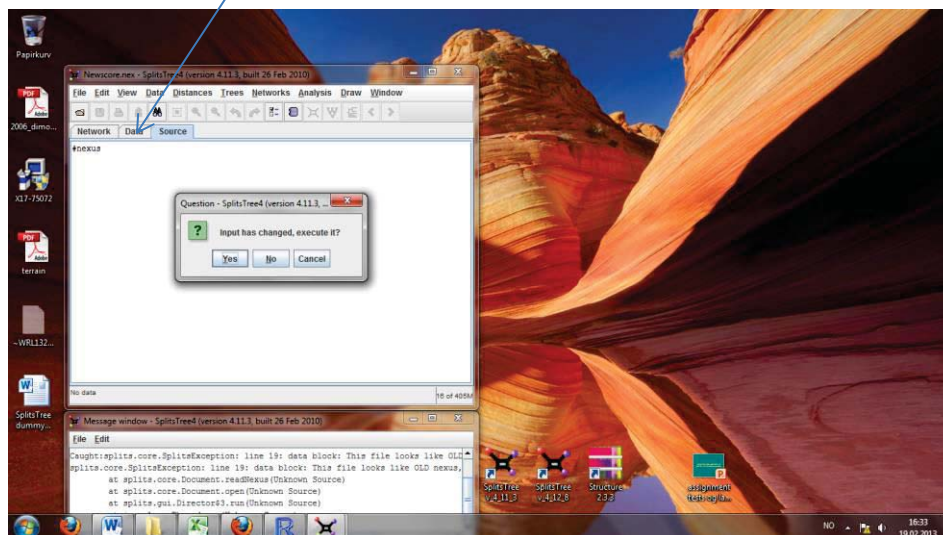 Papirkurv
PDF
Adobe
2006_dimo...
X17-75072
PDF
Adobe
terrain
~WRL132...
SplitsTree
dummy...
Newscore.nex - SplitsTree4 (version 4.11.3, built 26 Feb 2010)
File Edit View Data Distances Trees Networks Analysis Draw Window
Network Data Source
#nexus
Question - SplitsTree4 (version 4.11.3, ...
Input has changed, execute it?
Yes No Cancel
No data
Message window - SplitsTree4 (version 4.11.3, built 26 Feb 2010)
File Edit
Caught:splits.core.SplitsException: line 19: data block: This file looks like OLD
splits.core.SplitsException: line 19: data block: This file looks like OLD nexus,
at splits.core.Document.readNexus(Unknown Source)
at splits.core.Document.open(Unknown Source)
at splits.gui.Director$3.run(Unknown Source)
SplitsTree
v_4_11_3
SplitsTree
v_4_12_8
Structure
2.3.2
assignment
NO
16:33
19.02.2013